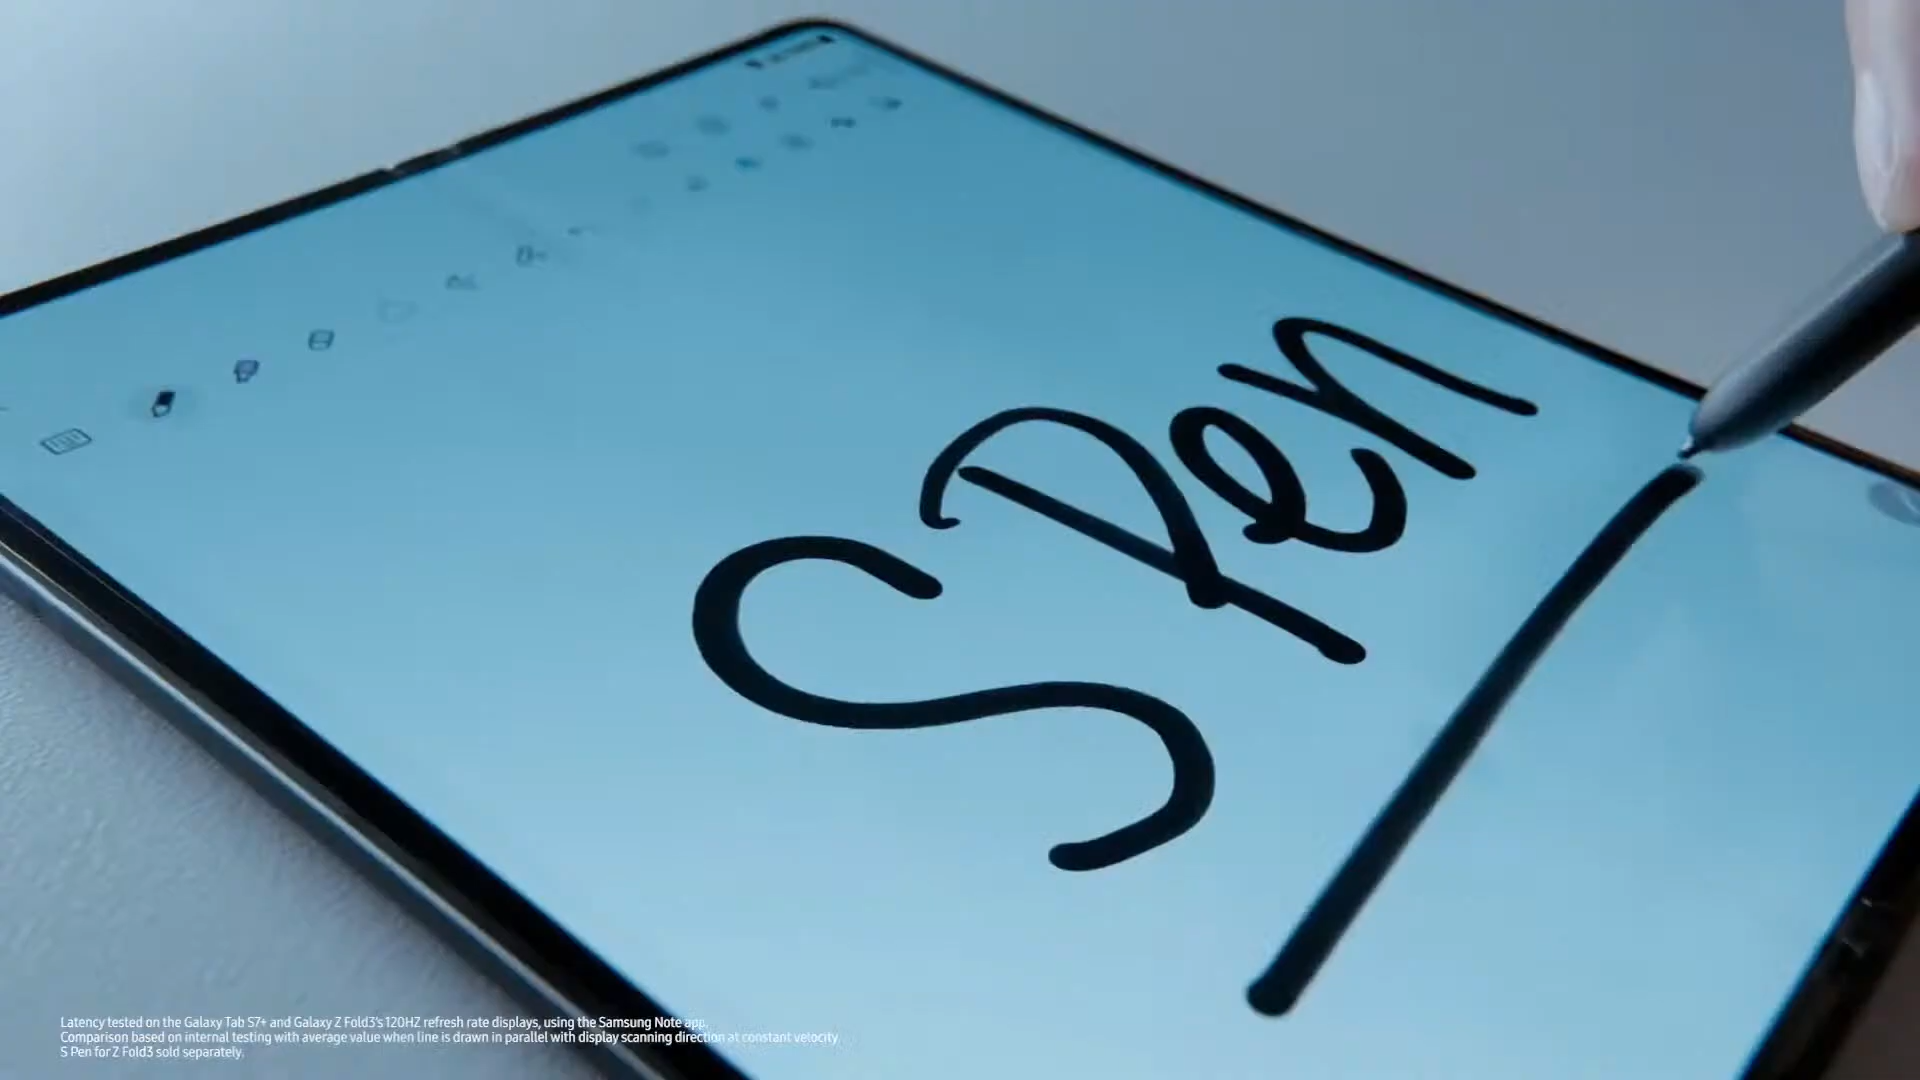 S Pen
Latency tested on the Galaxy Tab S7+ and Galaxy Z Fold3's 120HZ refresh rate displays, using the Samsung Note app.
Comparison based on internal testing with average value when line is drawn in parallel with display scanning direction at constant velocity.
S Pen for Z Fold3 sold separately.